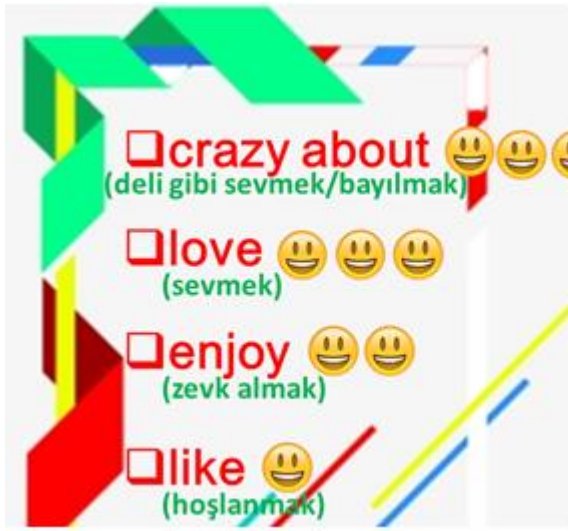 ❑crazy about 😃😃😃
(deli gibi sevmek/bayılmak)
❑love 😃😃😃
(sevmek)
❑enjoy 😃😃
(zevk almak)
❑like 😃
(hoşlanmak)